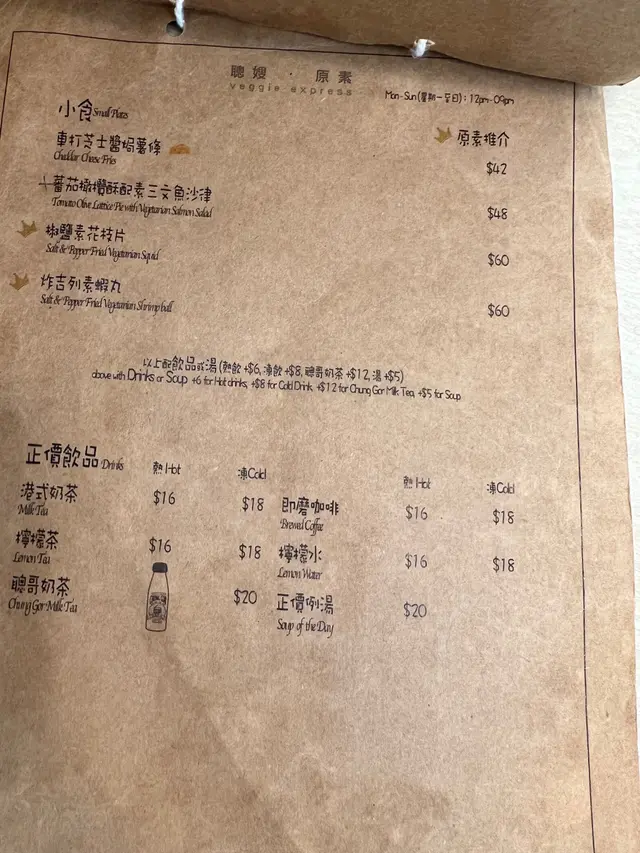 聰嫂 · 原素
veggie express
Mon-Sun(星期一至日): 12pm-09pm
小食 Small Plates
原素推介
車打芝士醬焗薯條
Cheddar Cheese Fries
$42
蕃茄橄欖酥配素三文魚沙律
Tomato Olive Lattice Pie with Vegetarian Salmon Salad
$48
椒鹽素花枝片
Salt & Pepper Fried Vegetarian Squid
$60
炸吉列素蝦丸
Salt & Pepper Fried Vegetarian Shrimp ball
$60
以上配飲品或湯(熱飲 +$6, 凍飲 +$8, 聰哥奶茶 +$12, 湯 +$5)
above with Drinks or Soup +6 for Hot drinks, +$8 for Cold Drink, +$12 for Chung Gor Milk Tea, +$5 for Soup
正價飲品 Drinks
熱 Hot
凍 Cold
港式奶茶
Milk Tea
$16
$18
檸檬茶
Lemon Tea
$16
$18
聰哥奶茶
Chung Gor Milk Tea
$20
熱 Hot
凍 Cold
即磨咖啡
Brewed Coffee
$16
$18
檸檬水
Lemon Water
$16
$18
正價例湯
Soup of the Day
$20